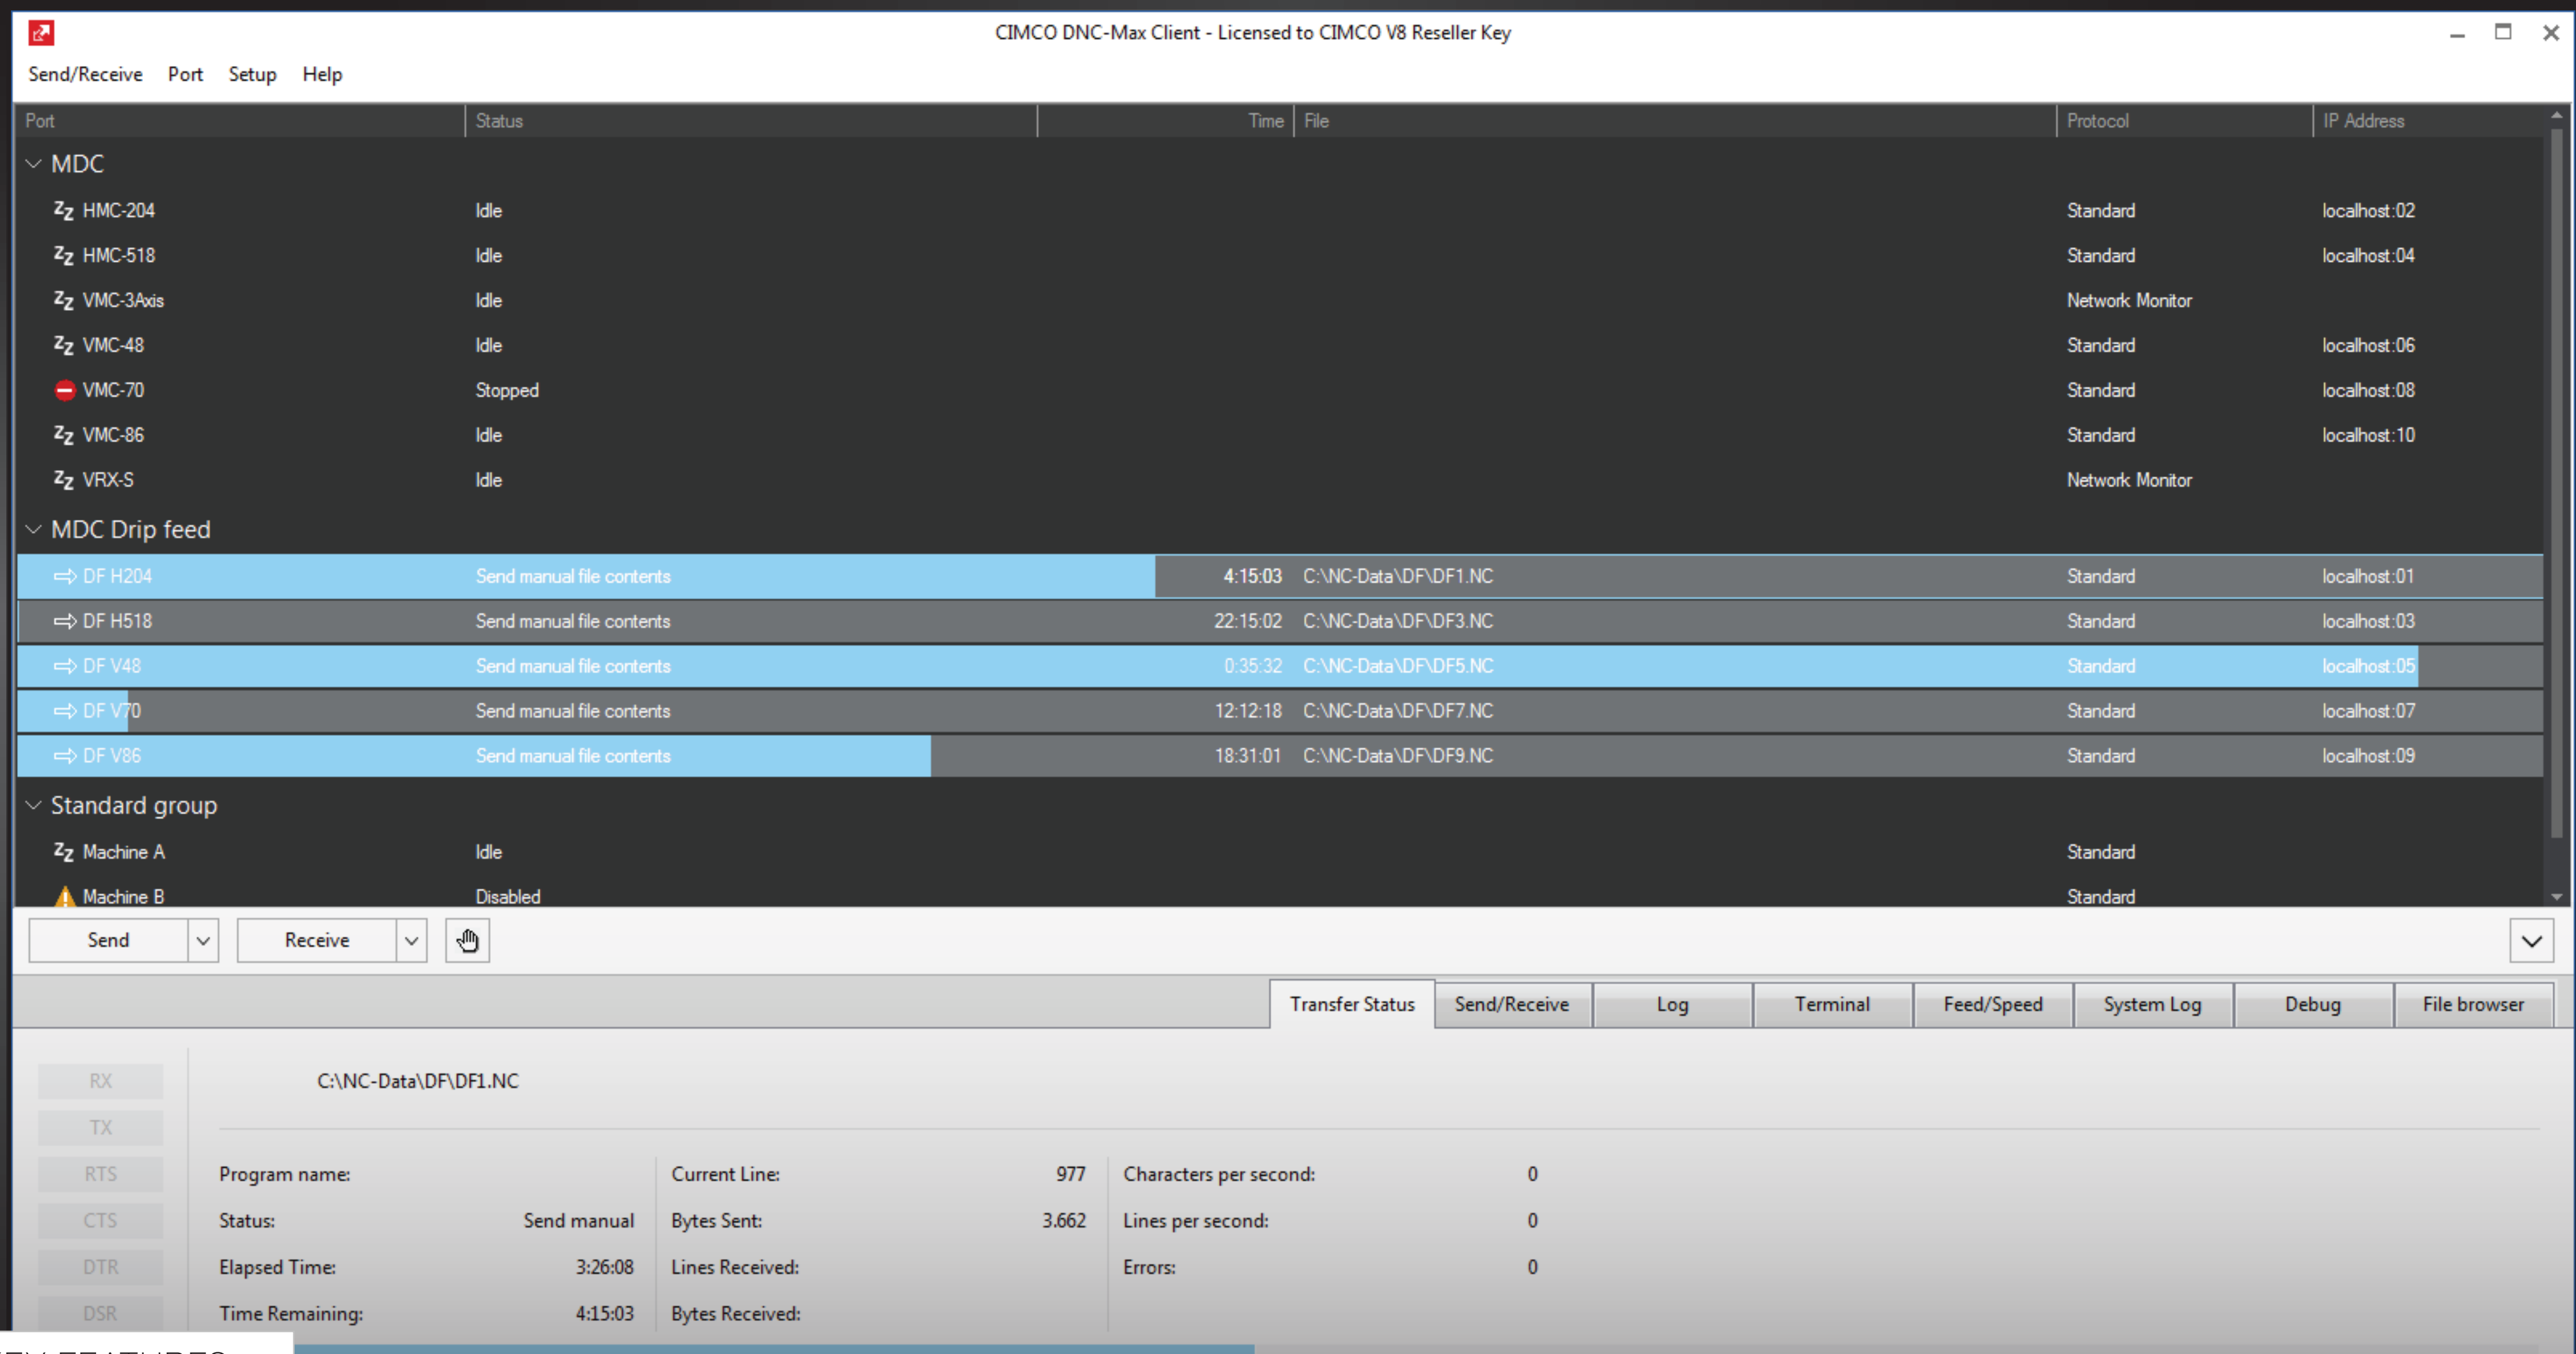 CIMCO DNC-Max Client - Licensed to CIMCO V8 Reseller Key
Send/Receive Port Setup Help
Port Status Time File Protocol IP Address
MDC
HMC-204 Idle Standard localhost:02
HMC-518 Idle Standard localhost:04
VMC-3Axis Idle Network Monitor
VMC-48 Idle Standard localhost:06
VMC-70 Stopped Standard localhost:08
VMC-86 Idle Standard localhost:10
VRX-S Idle Network Monitor
MDC Drip feed
DF H204 Send manual file contents 4:15:03 C:\NC-Data\DF\DF1.NC Standard localhost:01
DF H518 Send manual file contents 22:15:02 C:\NC-Data\DF\DF3.NC Standard localhost:03
DF V48 Send manual file contents 0:35:32 C:\NC-Data\DF\DF5.NC Standard localhost:05
DF V70 Send manual file contents 12:12:18 C:\NC-Data\DF\DF7.NC Standard localhost:07
DF V86 Send manual file contents 18:31:01 C:\NC-Data\DF\DF9.NC Standard localhost:09
Standard group
Machine A Idle Standard
Machine B Disabled Standard
Send Receive
Transfer Status Send/Receive Log Terminal Feed/Speed System Log Debug File browser
RX C:\NC-Data\DF\DF1.NC
TX
RTS Program name: Current Line: 977 Characters per second: 0
CTS Status: Send manual Bytes Sent: 3.662 Lines per second: 0
DTR Elapsed Time: 3:26:08 Lines Received: Errors: 0
DSR Time Remaining: 4:15:03 Bytes Received: